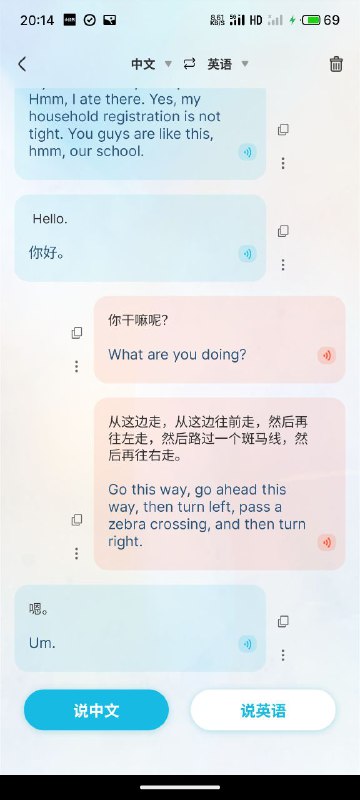 20:14
HD
69
中文
英语
Hmm, I ate there. Yes, my
household registration is not
tight. You guys are like this,
hmm, our school.
Hello.
你好。
你干嘛呢?
What are you doing?
从这边走，从这边往前走，然后再
往左走，然后路过一个斑马线，然
后再往右走。
Go this way, go ahead this
way, then turn left, pass a
zebra crossing, and then turn
right.
嗯。
Um.
说中文
说英语